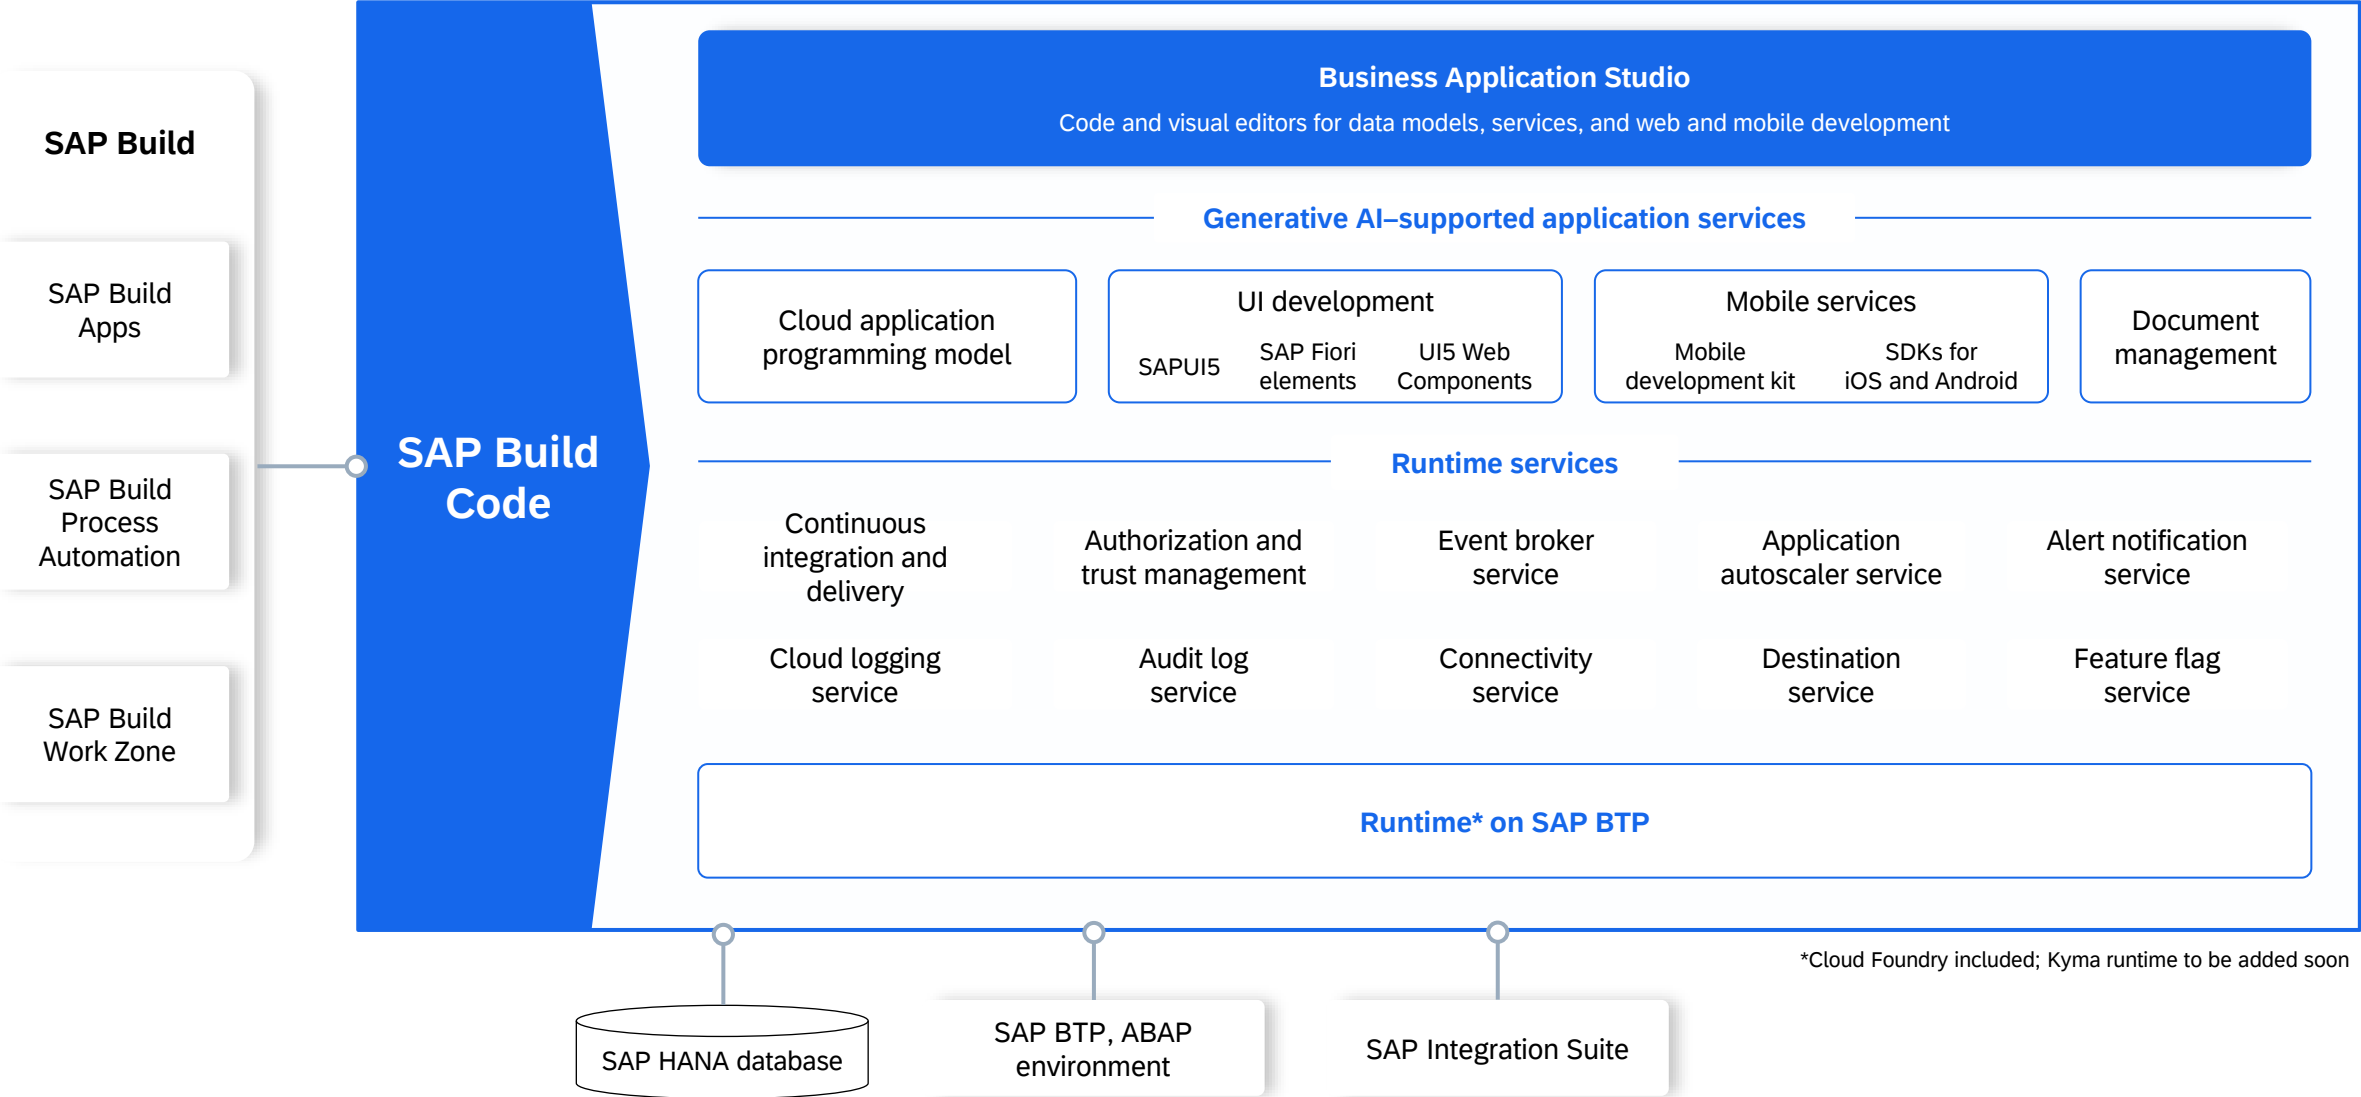 SAP Build
SAP Build
Apps
SAP Build
Process
Automation
SAP Build
Work Zone
SAP Build
Code
Business Application Studio
Code and visual editors for data models, services, and web and mobile development
Generative AI–supported application services
Cloud application
programming model
UI development
SAPUI5
SAP Fiori
elements
UI5 Web
Components
Mobile services
Mobile
development kit
SDKs for
iOS and Android
Document
management
Runtime services
Continuous
integration and
delivery
Authorization and
trust management
Event broker
service
Application
autoscaler service
Alert notification
service
Cloud logging
service
Audit log
service
Connectivity
service
Destination
service
Feature flag
service
Runtime* on SAP BTP
*Cloud Foundry included; Kyma runtime to be added soon
SAP HANA database
SAP BTP, ABAP
environment
SAP Integration Suite